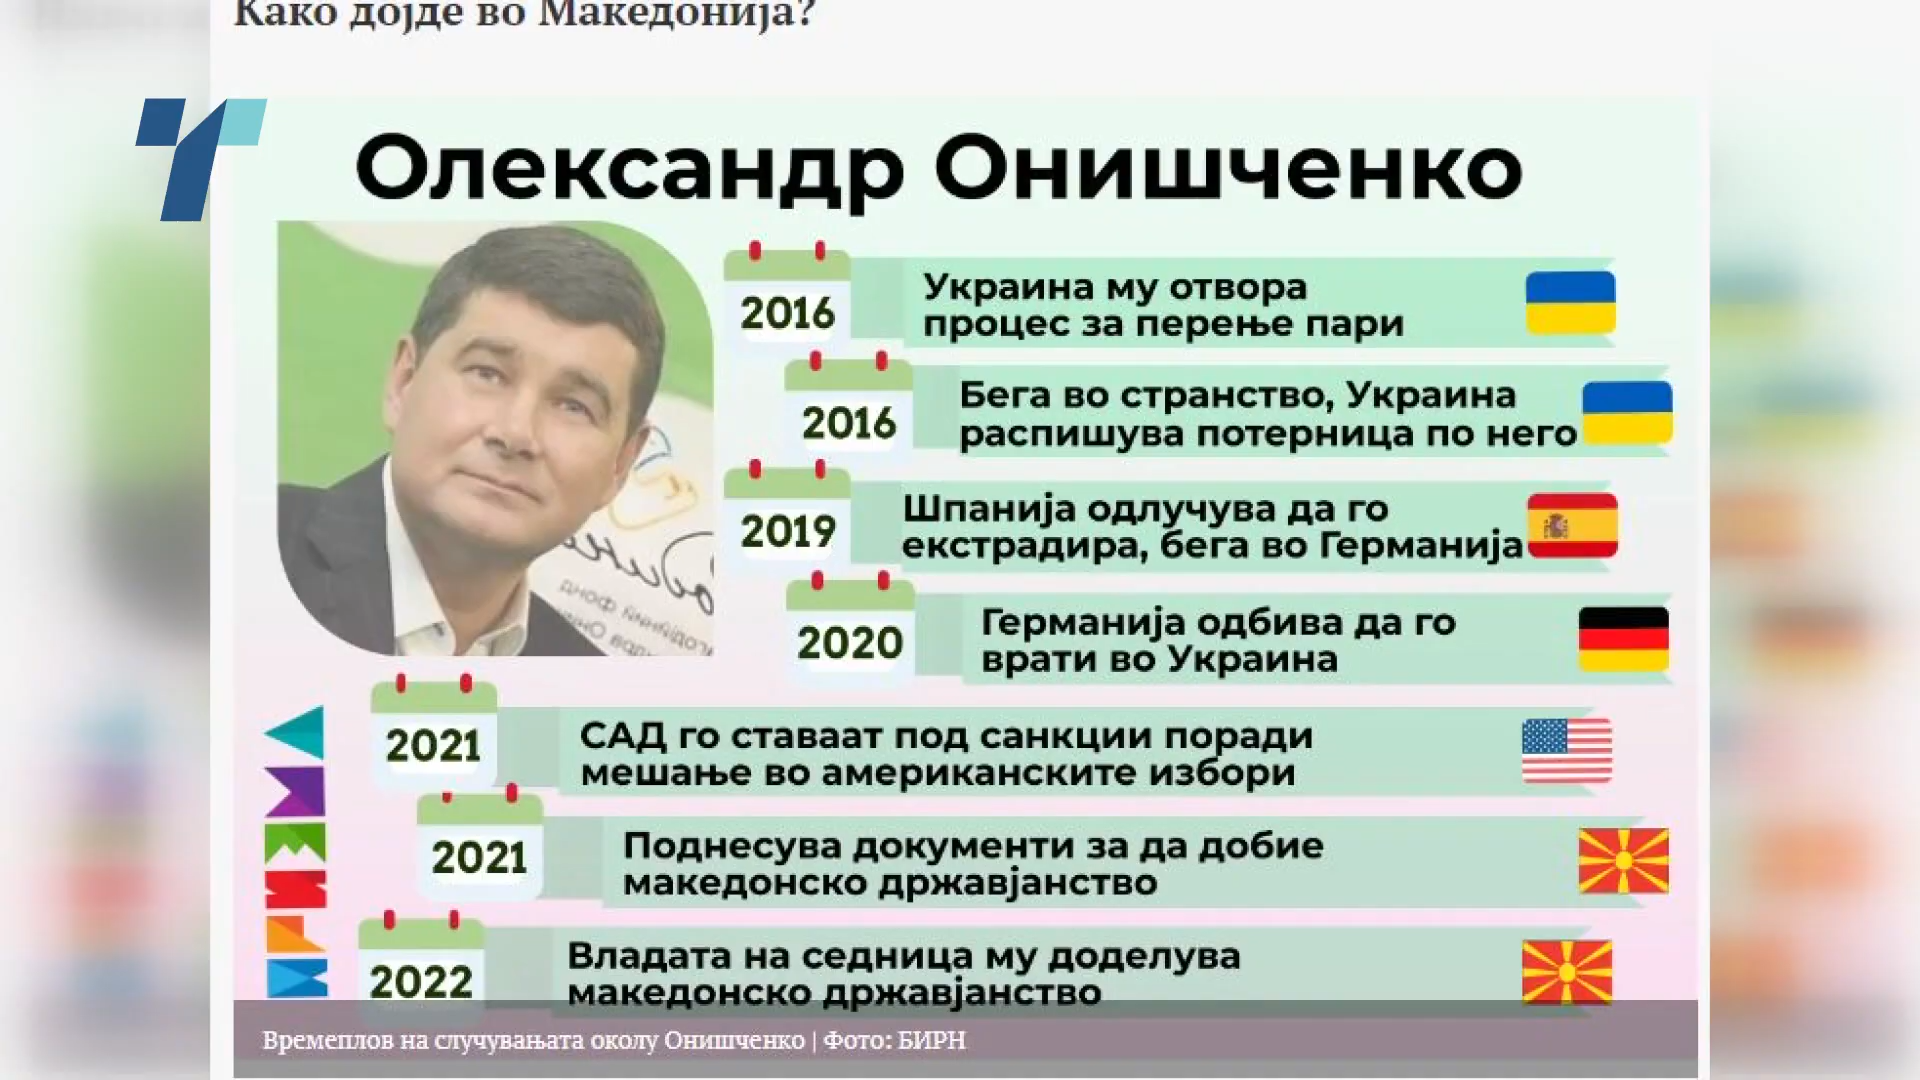 Како дојде во Македонија?
Олександр Онишченко
2016
Украина му отвора
процес за перење пари
2016
Бега во странство, Украина
распишува потерница по него
2019
Шпанија одлучува да го
екстрадира, бега во Германија
2020
Германија одбива да го
врати во Украина
2021
САД го ставаат под санкции поради
мешање во американските избори
2021
Поднесува документи за да добие
македонско државјанство
2022
Владата на седница му доделува
македонско државјанство
Времеплов на случувањата околу Онишченко | Фото: БИРН